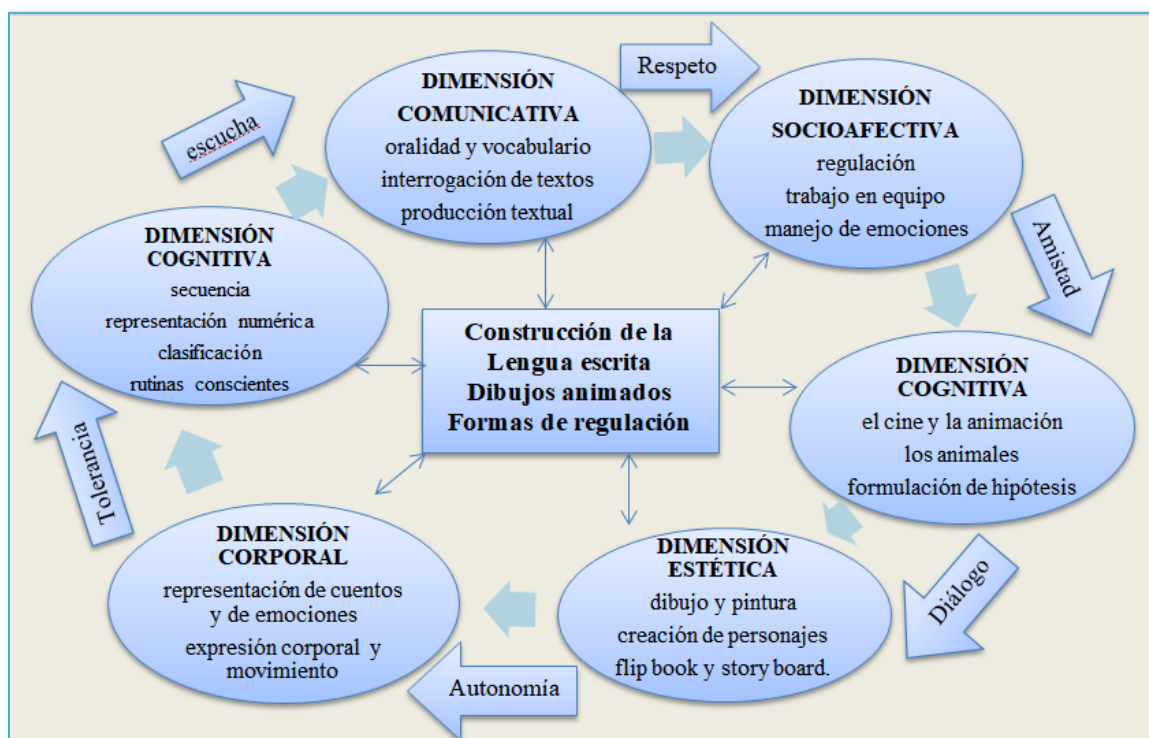 Respeto
DIMENSIÓN
COMUNICATIVA
oralidad y vocabulario
interrogación de textos
producción textual
DIMENSIÓN
SOCIOAFECTIVA
regulación
trabajo en equipo
manejo de emociones
escucha
Amistad
DIMENSIÓN
COGNITIVA
secuencia
representación numérica
clasificación
rutinas conscientes
Construcción de la
Lengua escrita
Dibujos animados
Formas de regulación
DIMENSIÓN
COGNITIVA
el cine y la animación
los animales
formulación de hipótesis
Tolerancia
DIMENSIÓN
CORPORAL
representación de cuentos
y de emociones
expresión corporal y
movimiento
DIMENSIÓN
ESTÉTICA
dibujo y pintura
creación de personajes
flip book y story board.
Diálogo
Autonomía